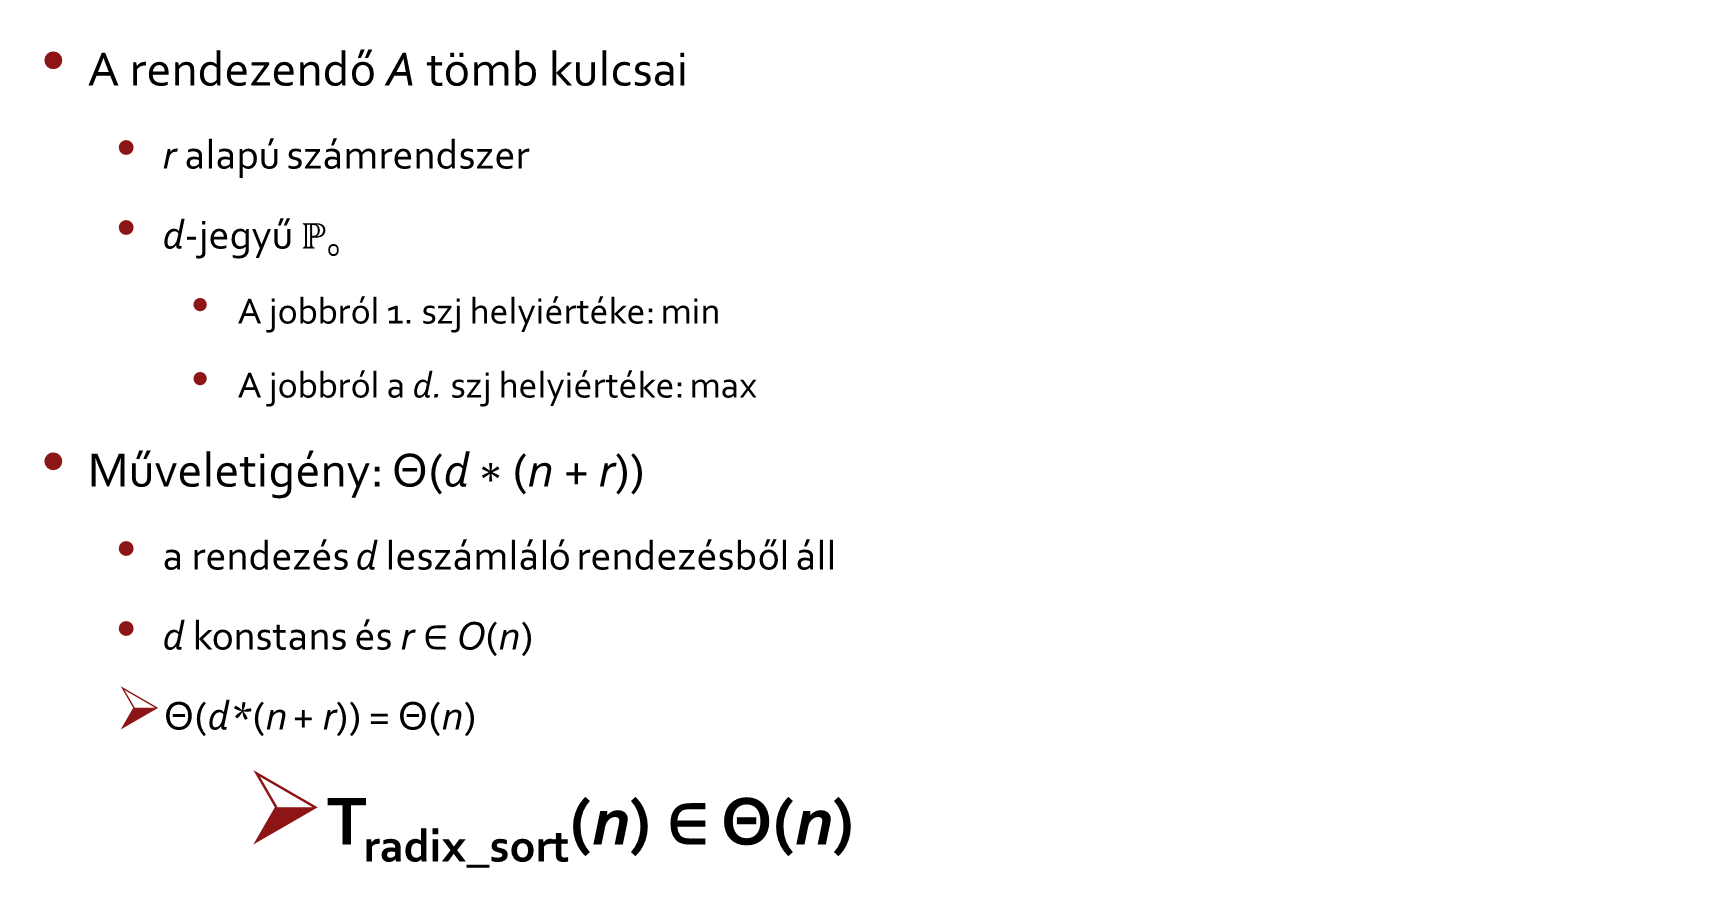 A rendezendő A tömb kulcsai
r alapú számrendszer
d-jegyű ℙ₀
A jobbról 1. szj helyiértéke: min
A jobbról a d. szj helyiértéke: max
Műveletigény: Θ(d * (n + r))
a rendezés d leszámláló rendezésből áll
d konstans és r ∈ O(n)
Θ(d*(n + r)) = Θ(n)
T_radix_sort(n) ∈ Θ(n)